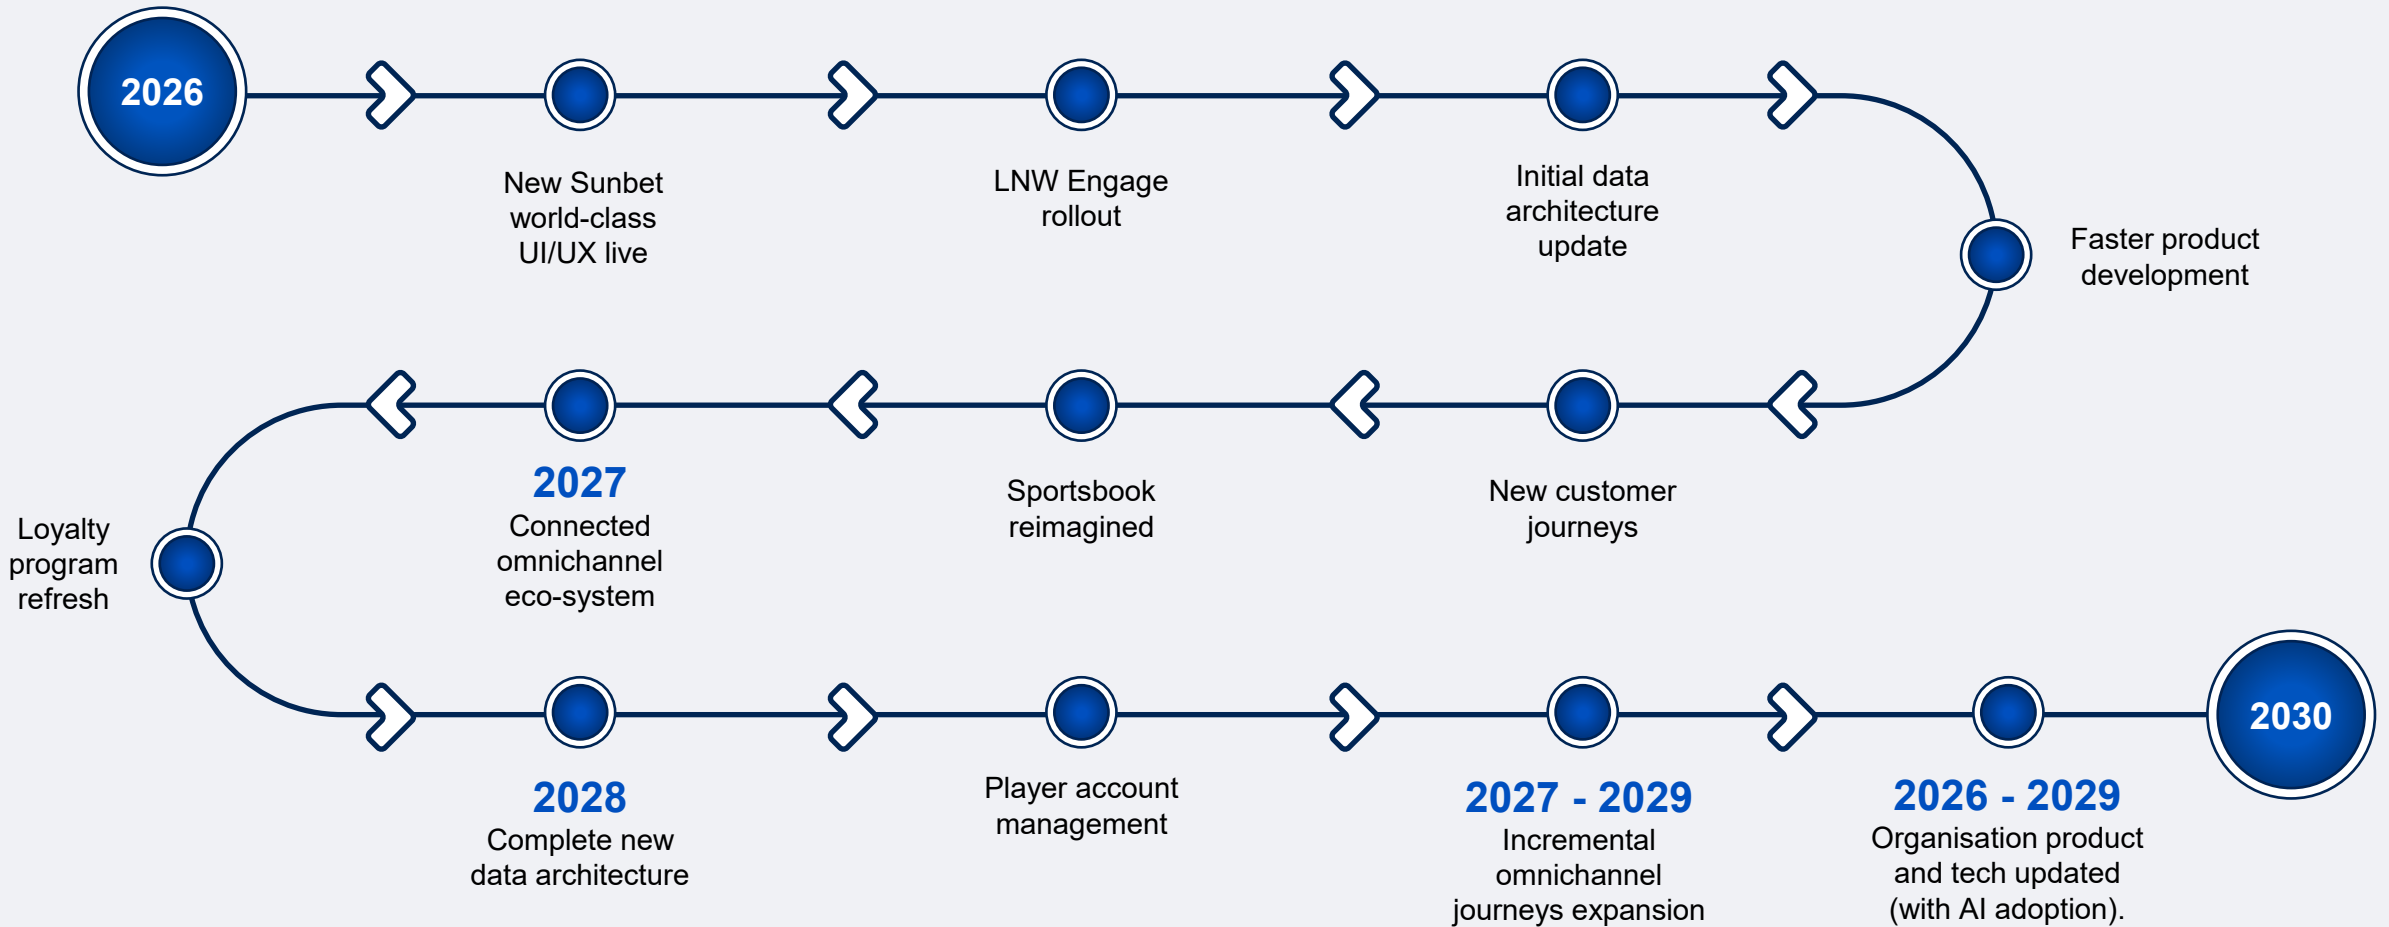 2026
New Sunbet
world-class
UI/UX live
LNW Engage
rollout
Initial data
architecture
update
Faster product
development
New customer
journeys
Sportsbook
reimagined
2027
Connected
omnichannel
eco-system
Loyalty
program
refresh
2028
Complete new
data architecture
Player account
management
2027 - 2029
Incremental
omnichannel
journeys expansion
2026 - 2029
Organisation product
and tech updated
(with AI adoption).
2030